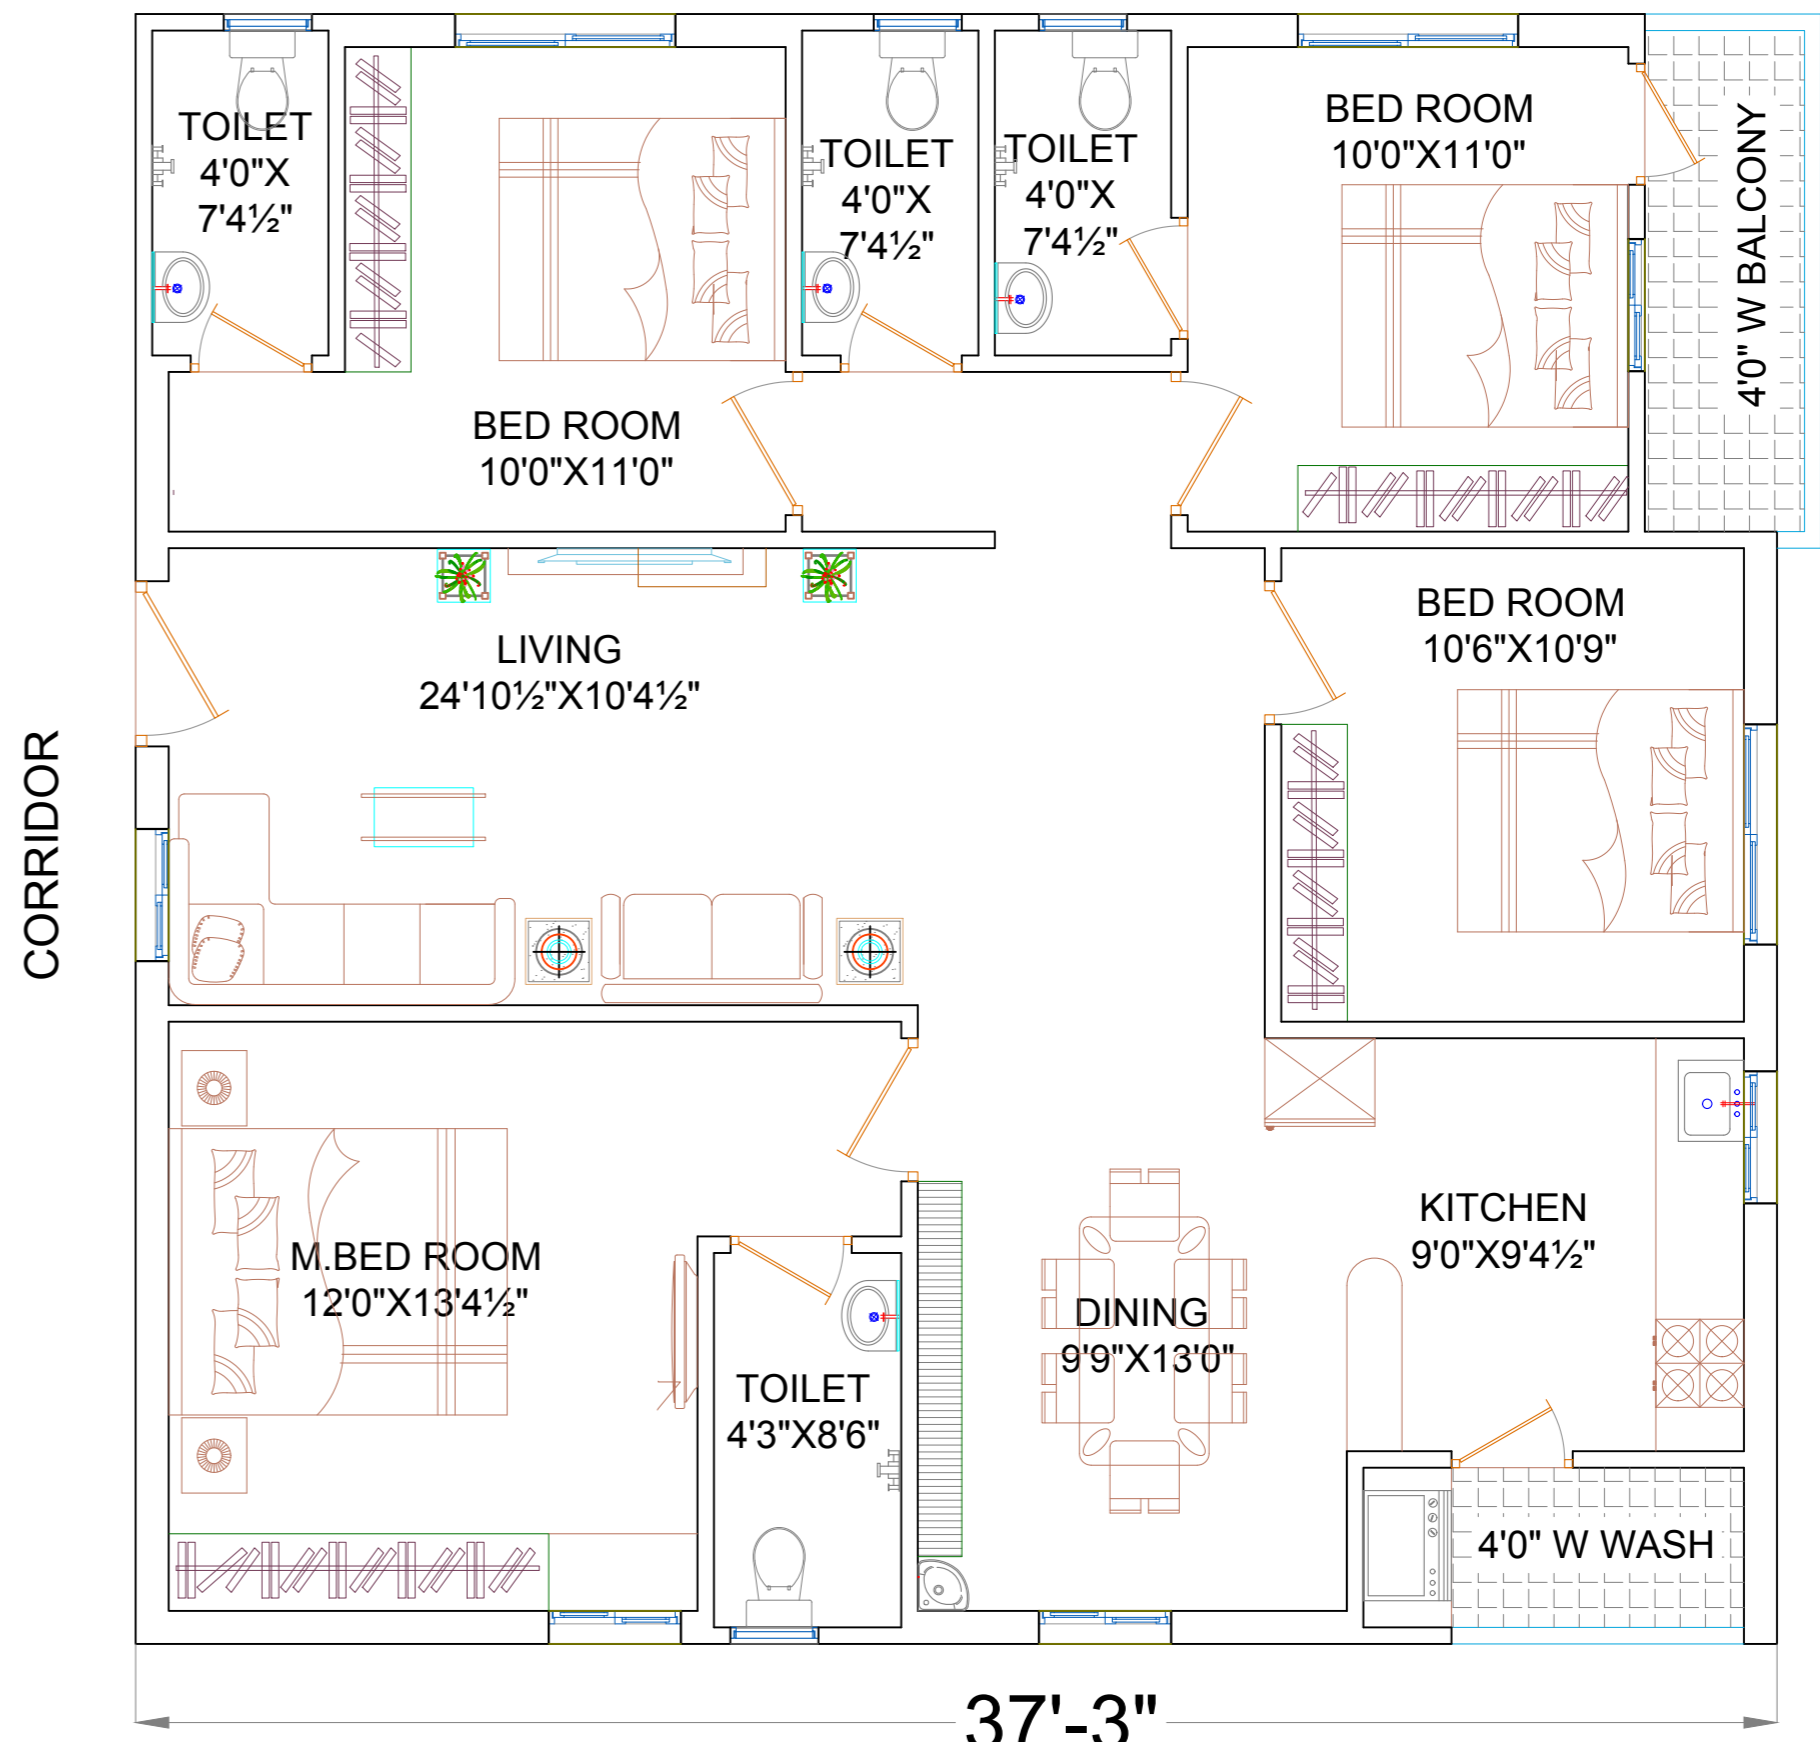 TOILET
4'0"X
7'4½"
BED ROOM
10'0"X11'0"
TOILET
4'0"X
7'4½"
TOILET
4'0"X
7'4½"
BED ROOM
10'0"X11'0"
4'0" W BALCONY
LIVING
24'10½"X10'4½"
BED ROOM
10'6"X10'9"
CORRIDOR
M.BED ROOM
12'0"X13'4½"
TOILET
4'3"X8'6"
DINING
9'9"X13'0"
KITCHEN
9'0"X9'4½"
4'0" W WASH
37'-3"